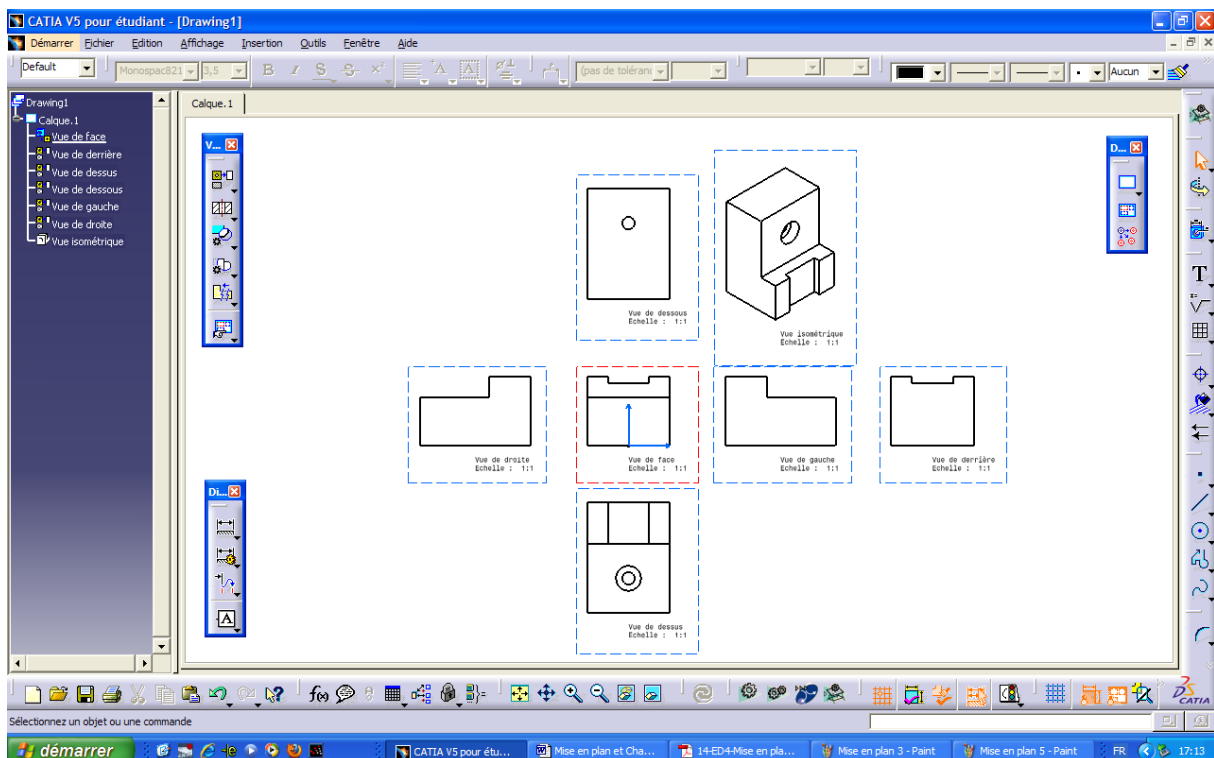 CATIA V5 pour étudiant - [Drawing1]
Démarrer Fichier Edition Affichage Insertion Outils Fenêtre Aide
Default Monospac821 3,5 B I S S x² A (pas de toléranc Aucun
Drawing1
Calque.1
Vue de face
Vue de derrière
Vue de dessus
Vue de dessous
Vue de gauche
Vue de droite
Vue isométrique
Calque.1
V...
D...
Vue de dessous
Echelle : 1:1
Vue isométrique
Echelle : 1:1
Vue de droite
Echelle : 1:1
Vue de face
Echelle : 1:1
Vue de gauche
Echelle : 1:1
Vue de derrière
Echelle : 1:1
Di...
Vue de dessus
Echelle : 1:1
CATIA
Sélectionnez un objet ou une commande
démarrer CATIA V5 pour étu... Mise en plan et Cha... 14-ED4-Mise en pla... Mise en plan 3 - Paint Mise en plan 5 - Paint FR 17:13